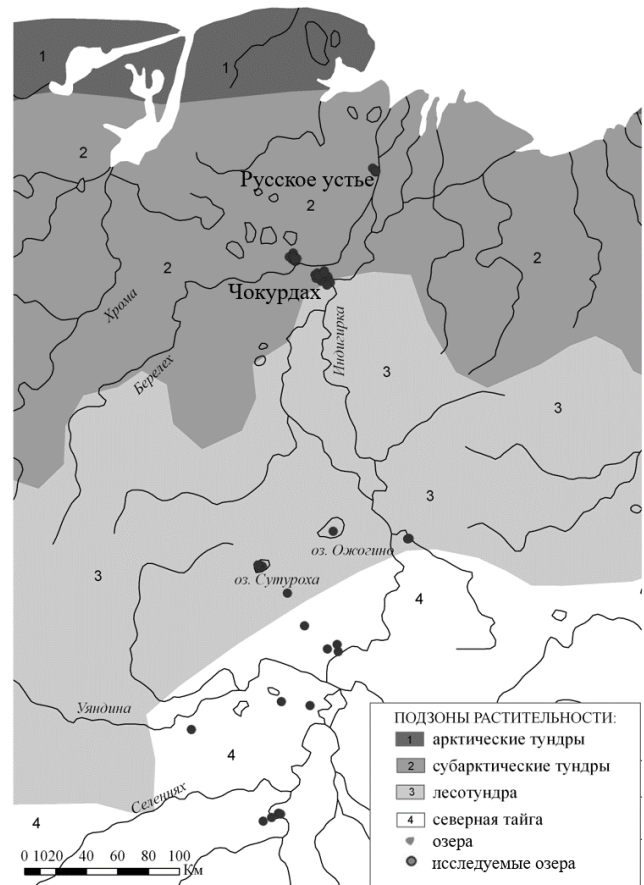 1
1
2
Русское устье
2
2
2
Чокурдах
Хрома
Индигирка
Берелех
3
3
3
оз. Ожогино
оз. Сутуроха
3
4
Уяндина
4
Селеннях
4
ПОДЗОНЫ РАСТИТЕЛЬНОСТИ:
1 арктические тундры
2 субарктические тундры
3 лесотундра
4 северная тайга
озера
исследуемые озера
0 1020 40 60 80 100
Км